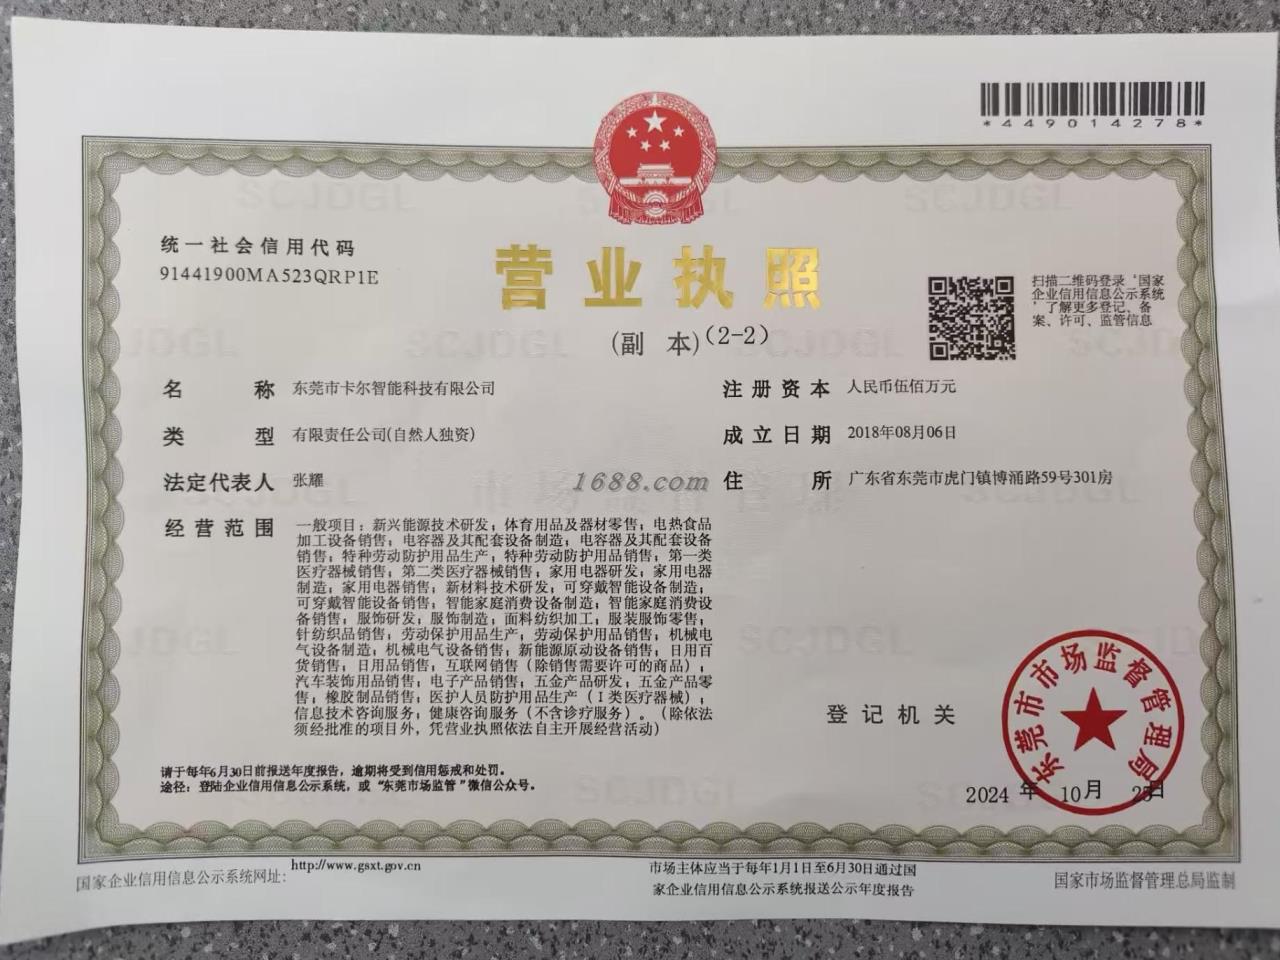 *449014278*
统一社会信用代码
91441900MA523QRP1E
营业执照
(副 本)(2-2)
扫描二维码登录‘国家
企业信用信息公示系统
’了解更多登记、备
案、许可、监管信息
名 称 东莞市卡尔智能科技有限公司
类 型 有限责任公司(自然人独资)
法定代表人 张耀
经营范围 一般项目：新兴能源技术研发；体育用品及器材零售；电热食品
加工设备销售；电容器及其配套设备制造；电容器及其配套设备
销售；特种劳动防护用品生产；特种劳动防护用品销售；第一类
医疗器械销售；第二类医疗器械销售；家用电器研发；家用电器
制造；家用电器销售；新材料技术研发；可穿戴智能设备制造；
可穿戴智能设备销售；智能家庭消费设备制造；智能家庭消费设
备销售；服饰研发；服饰制造；面料纺织加工；服装服饰零售；
针纺织品销售；劳动保护用品生产；劳动保护用品销售；机械电
气设备制造；机械电气设备销售；新能源原动设备销售；日用百
货销售；日用品销售；互联网销售（除销售需要许可的商品）；
汽车装饰用品销售；电子产品销售；五金产品研发；五金产品零
售；橡胶制品销售；医护人员防护用品生产（I类医疗器械）；
信息技术咨询服务；健康咨询服务（不含诊疗服务）。（除依法
须经批准的项目外，凭营业执照依法自主开展经营活动）
注册资本 人民币伍佰万元
成立日期 2018年08月06日
住 所 广东省东莞市虎门镇博涌路59号301房
1688.com
请于每年6月30日前报送年度报告，逾期将受到信用惩戒和处罚。
途径：登陆企业信用信息公示系统，或“东莞市场监管”微信公众号。
登记机关
东莞市市场监督管理局
2024 年 10月 25日
国家企业信用信息公示系统网址: http://www.gsxt.gov.cn
市场主体应当于每年1月1日至6月30日通过国
家企业信用信息公示系统报送公示年度报告
国家市场监督管理总局监制
SCJDGL
SCJDGL
SCJDGL
SCJDGL
SCJDGL
SCJDGL